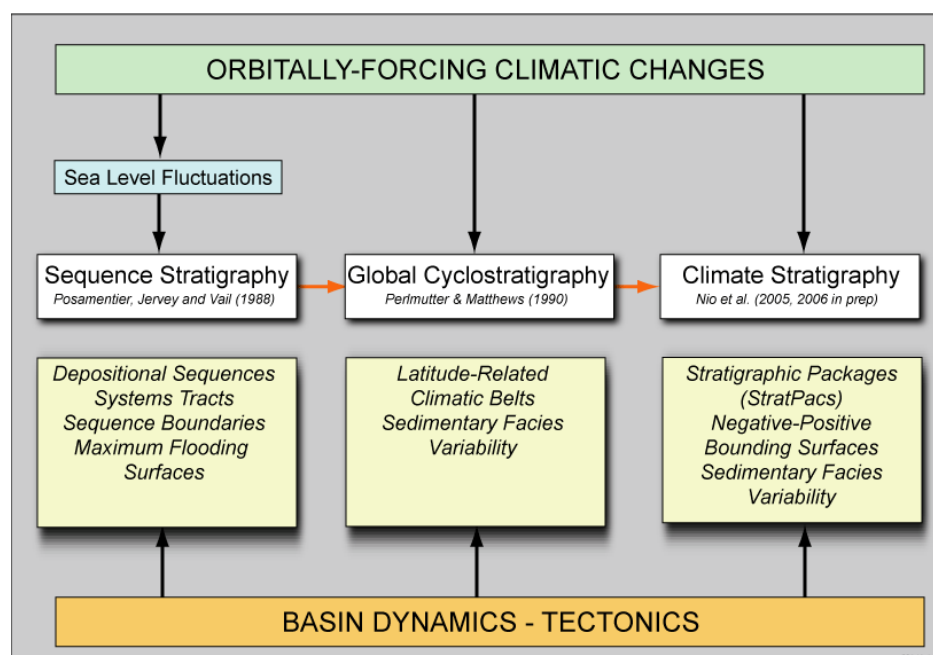 ORBITALLY-FORCING CLIMATIC CHANGES
Sea Level Fluctuations
Sequence Stratigraphy
Posamentier, Jervey and Vail (1988)
Global Cyclostratigraphy
Perlmutter & Matthews (1990)
Climate Stratigraphy
Nio et al. (2005, 2006 in prep)
Depositional Sequences
Systems Tracts
Sequence Boundaries
Maximum Flooding
Surfaces
Latitude-Related
Climatic Belts
Sedimentary Facies
Variability
Stratigraphic Packages
(StratPacs)
Negative-Positive
Bounding Surfaces
Sedimentary Facies
Variability
BASIN DYNAMICS - TECTONICS